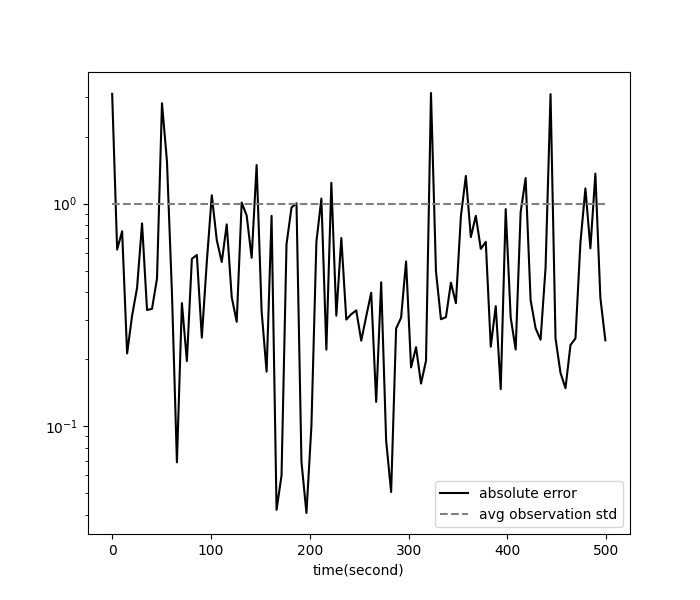 10⁰
10⁻¹
0 100 200 300 400 500
time(second)
absolute error
avg observation std